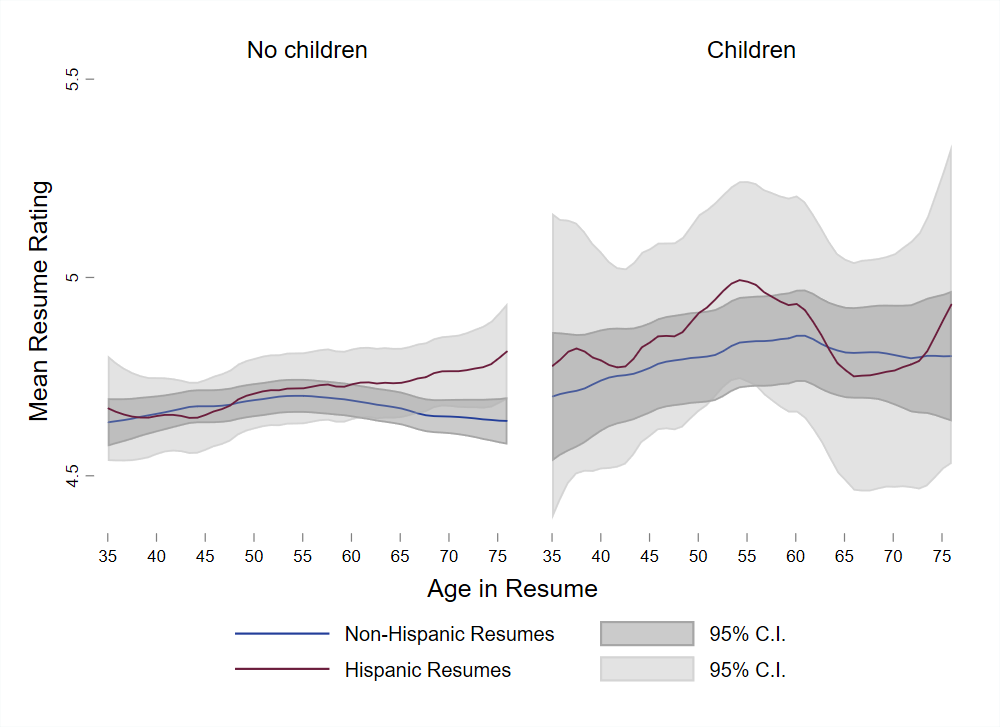 No children
Children
5.5
5
4.5
Mean Resume Rating
35 40 45 50 55 60 65 70 75
35 40 45 50 55 60 65 70 75
Age in Resume
Non-Hispanic Resumes
95% C.I.
Hispanic Resumes
95% C.I.